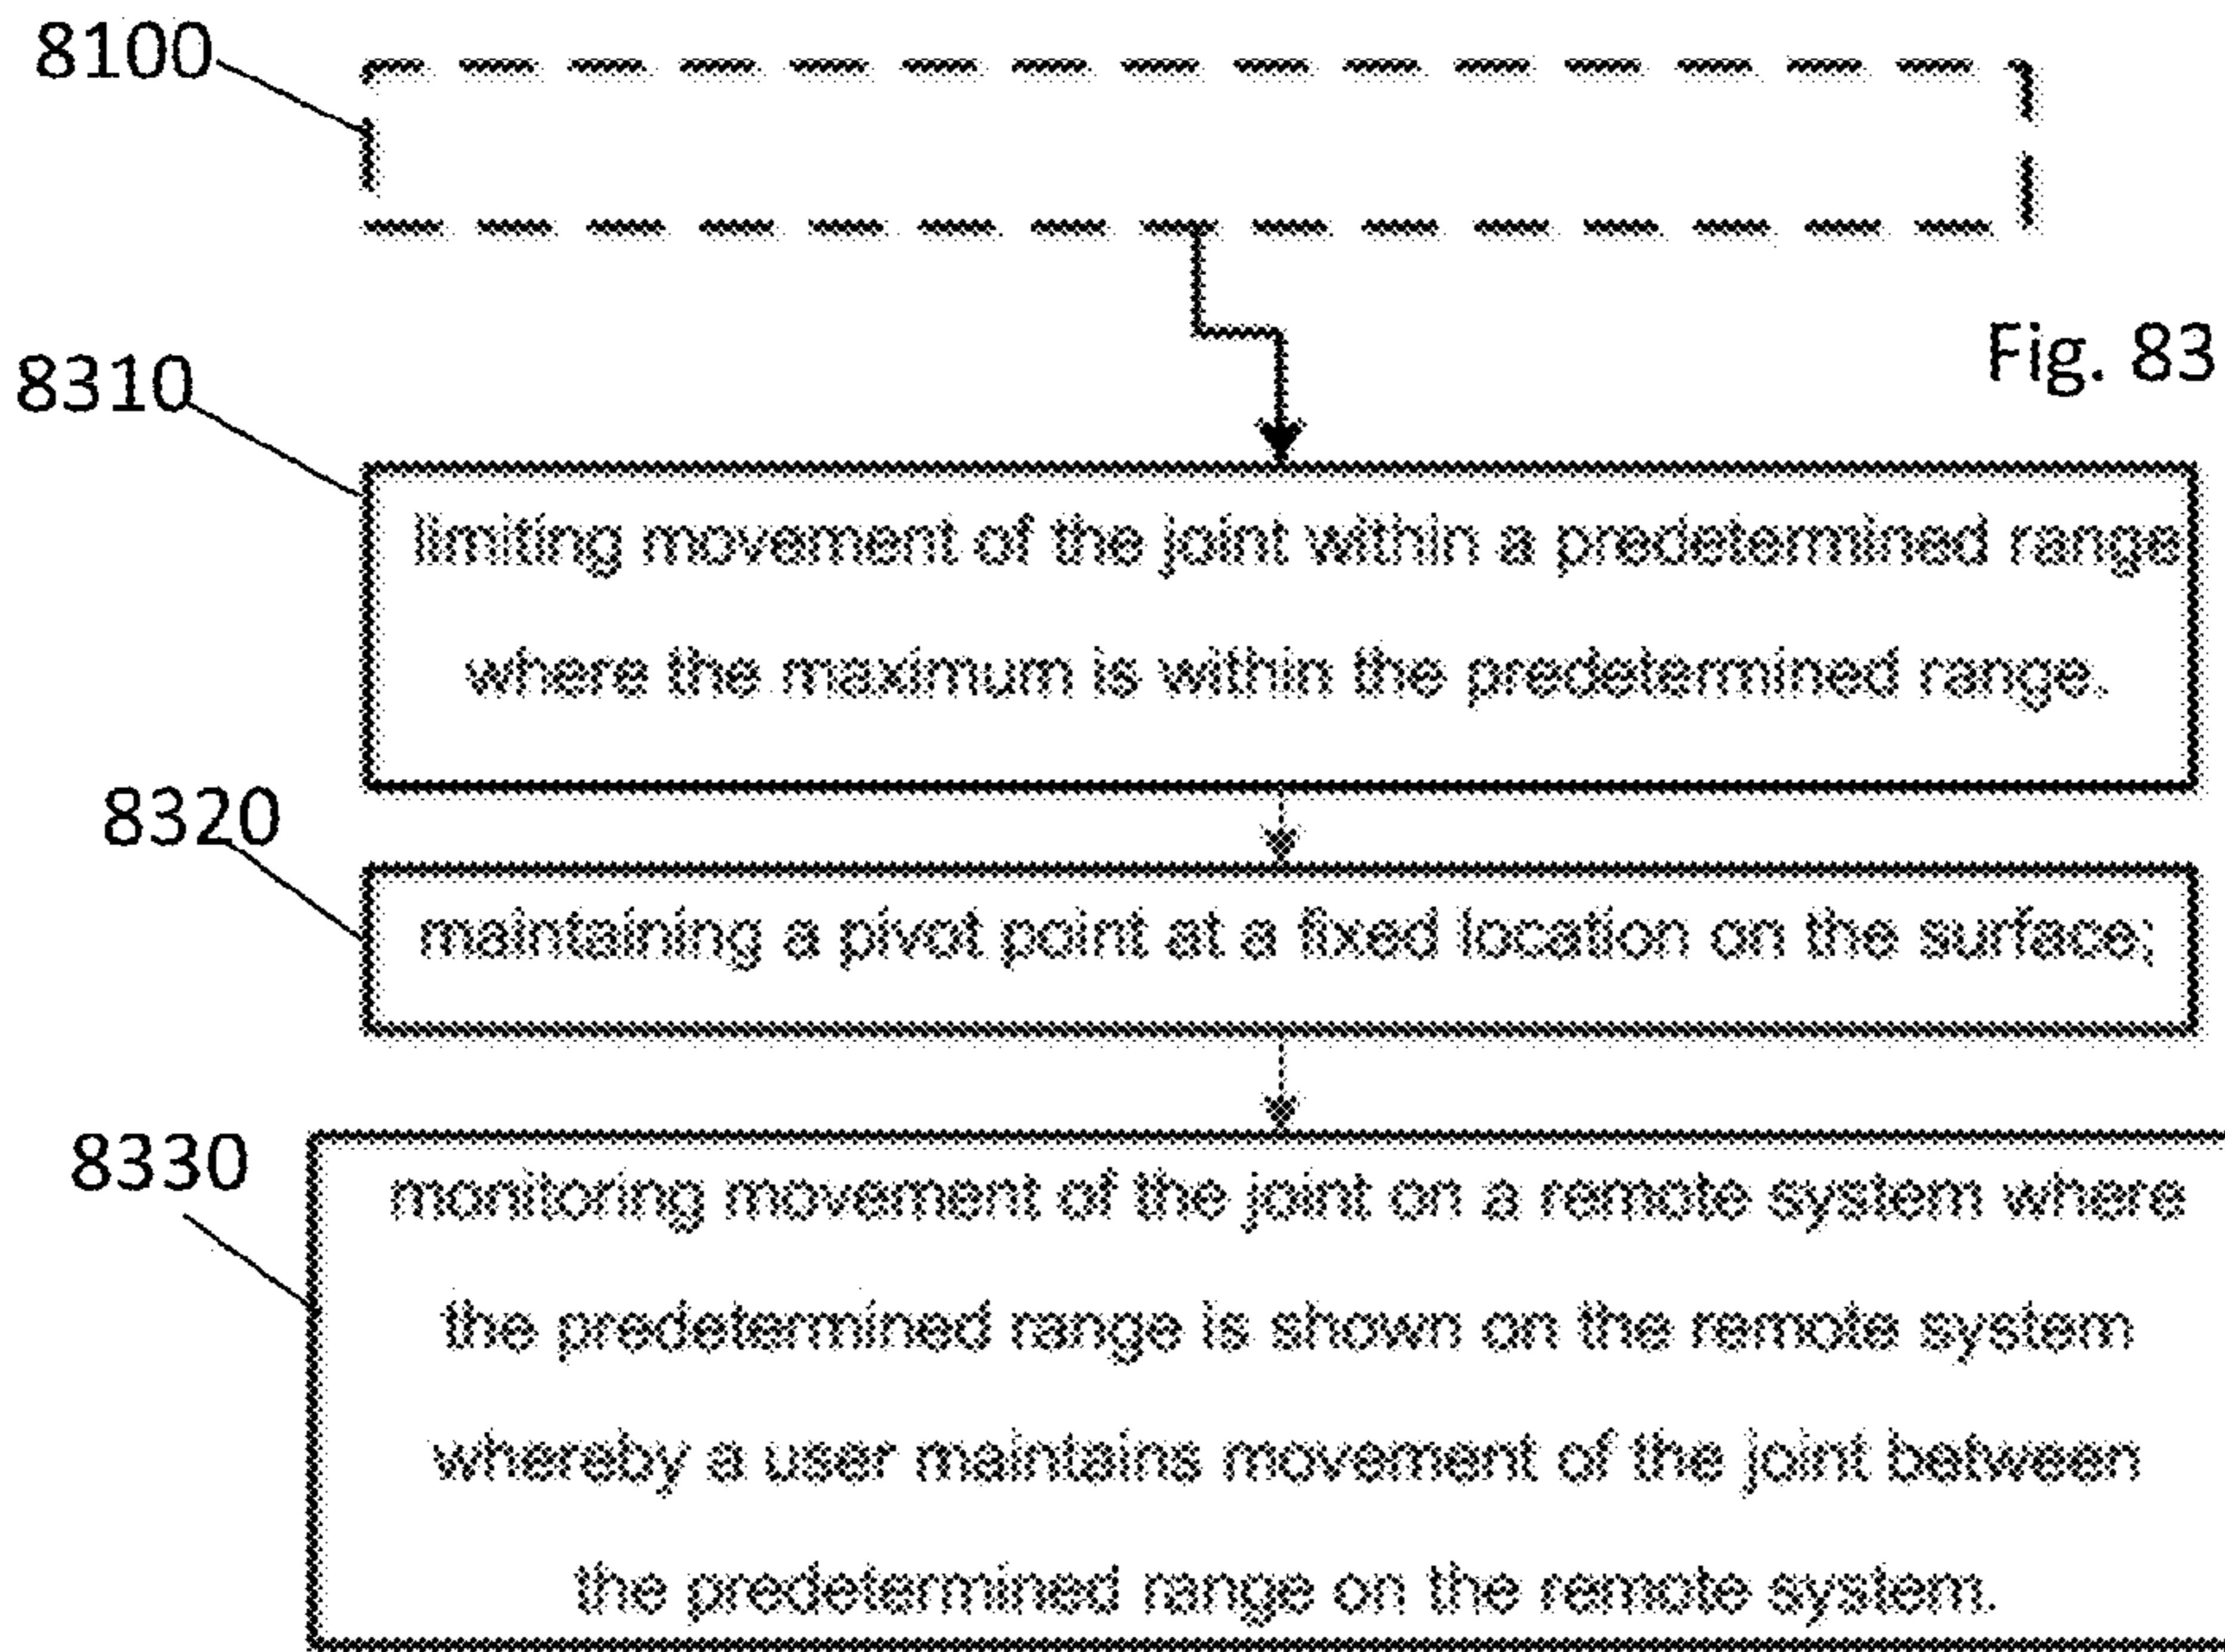 8100
Fig. 83
8310
limiting movement of the joint within a predetermined range
where the maximum is within the predetermined range.
8320
maintaining a pivot point at a fixed location on the surface;
8330
monitoring movement of the joint on a remote system where
the predetermined range is shown on the remote system
whereby a user maintains movement of the joint between
the predetermined range on the remote system.